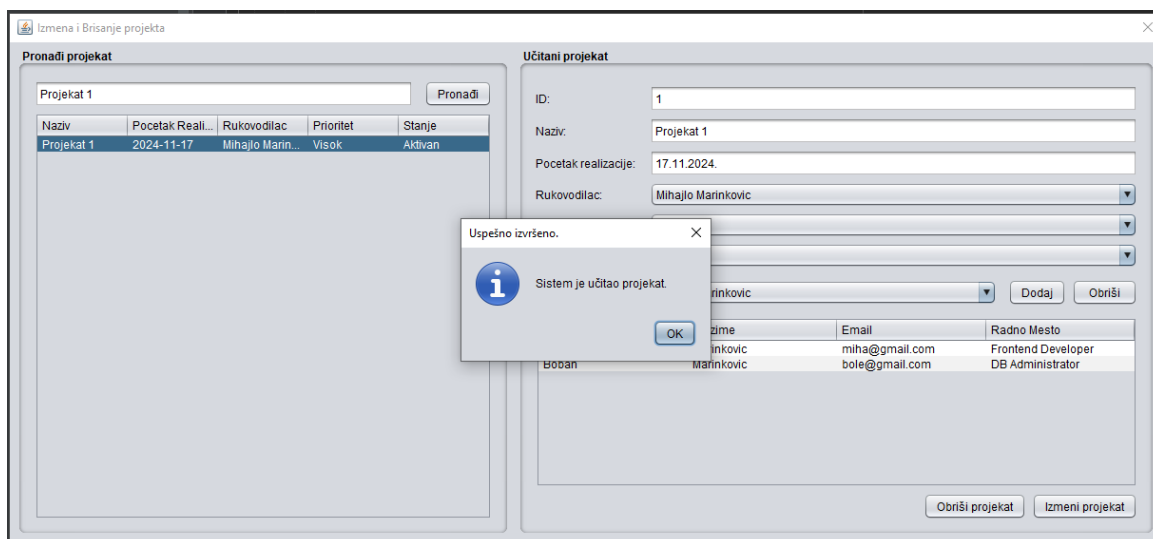 Izmena i Brisanje projekta
Pronađi projekat
Projekat 1
Pronađi
Naziv Pocetak Reali... Rukovodilac Prioritet Stanje
Projekat 1 2024-11-17 Mihajlo Marin... Visok Aktivan
Učitani projekat
ID: 1
Naziv: Projekat 1
Pocetak realizacije: 17.11.2024.
Rukovodilac: Mihajlo Marinkovic
Uspešno izvršeno.
Sistem je učitao projekat.
OK
rinkovic Dodaj Obriši
zime Email Radno Mesto
inkovic miha@gmail.com Frontend Developer
Boban Marinkovic bole@gmail.com DB Administrator
Obriši projekat Izmeni projekat